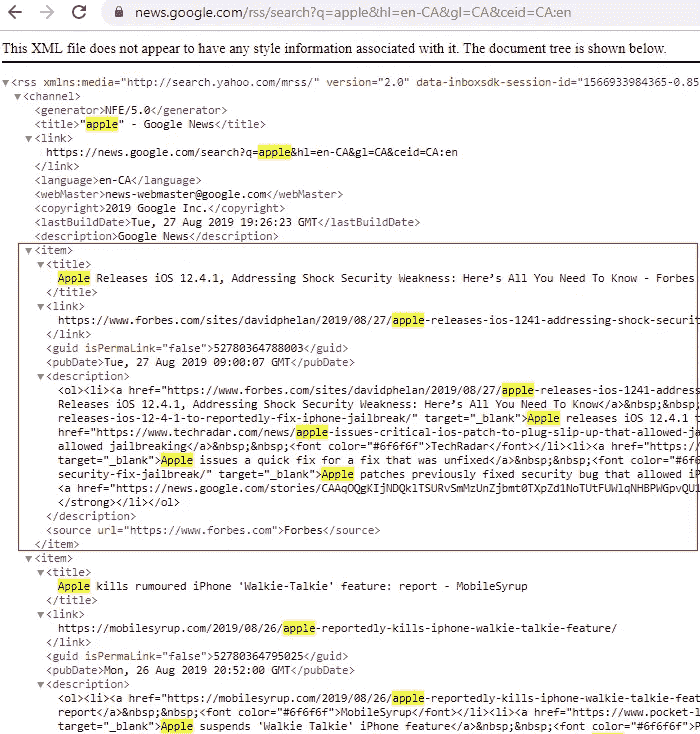 news.google.com/rss/search?q=apple&hl=en-CA&gl=CA&ceid=CA:en
This XML file does not appear to have any style information associated with it. The document tree is shown below.
▼<rss xmlns:media="http://search.yahoo.com/mrss/" version="2.0" data-inboxsdk-session-id="1566933984365-0.85
▼<channel>
<generator>NFE/5.0</generator>
<title>"apple" - Google News</title>
▼<link>
https://news.google.com/search?q=apple&hl=en-CA&gl=CA&ceid=CA:en
</link>
<language>en-CA</language>
<webMaster>news-webmaster@google.com</webMaster>
<copyright>2019 Google Inc.</copyright>
<lastBuildDate>Tue, 27 Aug 2019 19:26:23 GMT</lastBuildDate>
<description>Google News</description>
▼<item>
▼<title>
Apple Releases iOS 12.4.1, Addressing Shock Security Weakness: Here's All You Need To Know - Forbes
</title>
▼<link>
https://www.forbes.com/sites/davidphelan/2019/08/27/apple-releases-ios-1241-addressing-shock-securit
</link>
<guid isPermaLink="false">52780364788003</guid>
<pubDate>Tue, 27 Aug 2019 09:00:07 GMT</pubDate>
▼<description>
<ol><li><a href="https://www.forbes.com/sites/davidphelan/2019/08/27/apple-releases-ios-1241-address
Releases iOS 12.4.1, Addressing Shock Security Weakness: Here's All You Need To Know</a>&nbsp;&nbsp;
releases-ios-12-4-1-to-reportedly-fix-iphone-jailbreak/" target="_blank">Apple releases iOS 12.4.1 t
href="https://www.techradar.com/news/apple-issues-critical-ios-patch-to-plug-slip-up-that-allowed-ja
allowed jailbreaking</a>&nbsp;&nbsp;<font color="#6f6f6f">TechRadar</font></li><li><a href="https://
target="_blank">Apple issues a quick fix for a fix that was unfixed</a>&nbsp;&nbsp;<font color="#6f6
security-fix-jailbreak/" target="_blank">Apple patches previously fixed security bug that allowed iP
<a href="https://news.google.com/stories/
</strong></li></ol>
</description>
<source url="https://www.forbes.com">Forbes</source>
</item>
▼<item>
▼<title>
Apple kills rumoured iPhone 'Walkie-Talkie' feature: report - MobileSyrup
</title>
▼<link>
https://mobilesyrup.com/2019/08/26/apple-reportedly-kills-iphone-walkie-talkie-feature/
</link>
<guid isPermaLink="false">52780364795025</guid>
<pubDate>Mon, 26 Aug 2019 20:52:00 GMT</pubDate>
▼<description>
<ol><li><a href="https://mobilesyrup.com/2019/08/26/apple-reportedly-kills-iphone-walkie-talkie-feat
report</a>&nbsp;&nbsp;<font color="#6f6f6f">MobileSyrup</font></li><li><a href="https://www.pocket-l
target="_blank">Apple suspends 'Walkie Talkie' iPhone feature</a>&nbsp;&nbsp;<font color="#6f6f6f">P